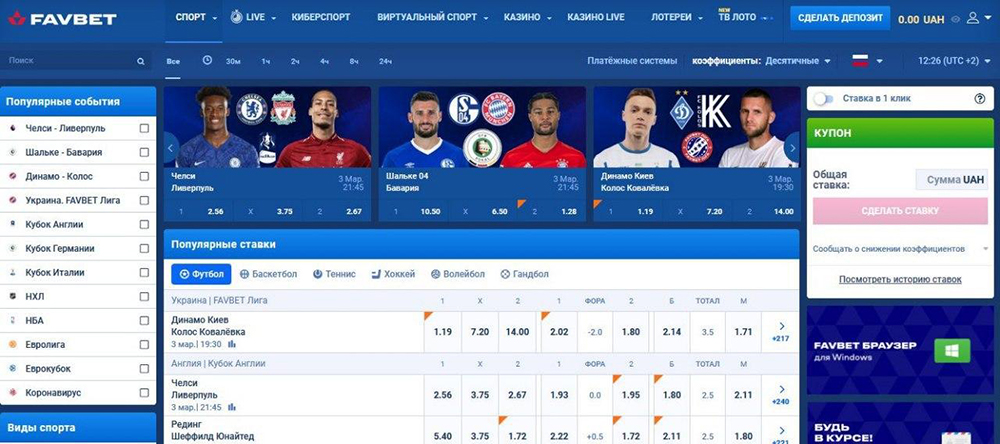 FAVBET
СПОРТ
LIVE
КИБЕРСПОРТ
ВИРТУАЛЬНЫЙ СПОРТ
КАЗИНО
КАЗИНО LIVE
ЛОТЕРЕИ
NEW
ТВ ЛОТО
СДЕЛАТЬ ДЕПОЗИТ
0.00 UAH
Поиск
Все
30м
1ч
2ч
4ч
8ч
24ч
Платёжные системы
коэффициенты: Десятичные
12:26 (UTC +2)
Популярные события
Челси - Ливерпуль
Шальке - Бавария
Динамо - Колос
Украина. FAVBET Лига
Кубок Англии
Кубок Германии
Кубок Италии
НХЛ
НБА
Евролига
Еврокубок
Коронавирус
Виды спорта
Челси
Ливерпуль
3 Мар.
21:45
1 2.56 X 3.75 2 2.67
Шальке 04
Бавария
3 Мар.
21:45
1 10.50 X 6.50 2 1.28
Динамо Киев
Колос Ковалёвка
3 Мар.
19:30
1 1.19 X 7.20 2 14.00
Популярные ставки
Футбол
Баскетбол
Теннис
Хоккей
Волейбол
Гандбол
Украина | FAVBET Лига 1 X 2 1 ФОРА 2 Б ТОТАЛ М
Динамо Киев
Колос Ковалёвка
3 мар.| 19:30
1.19 7.20 14.00 2.02 -2.0 1.80 2.14 3.5 1.71
+217
Англия | Кубок Англии 1 X 2 1 ФОРА 2 Б ТОТАЛ М
Челси
Ливерпуль
3 мар.| 21:45
2.56 3.75 2.67 1.93 0.0 1.95 1.80 2.5 2.11
+240
Рединг
Шеффилд Юнайтед
5.40 3.75 1.72 2.22 +0.5 1.72 2.11 2.5 1.80
+221
Ставка в 1 клик
КУПОН
Общая
ставка:
Сумма UAH
СДЕЛАТЬ СТАВКУ
Сообщать о снижении коэффициентов
Посмотреть историю ставок
FAVBET БРАУЗЕР
для Windows
БУДЬ
В КУРСЕ!